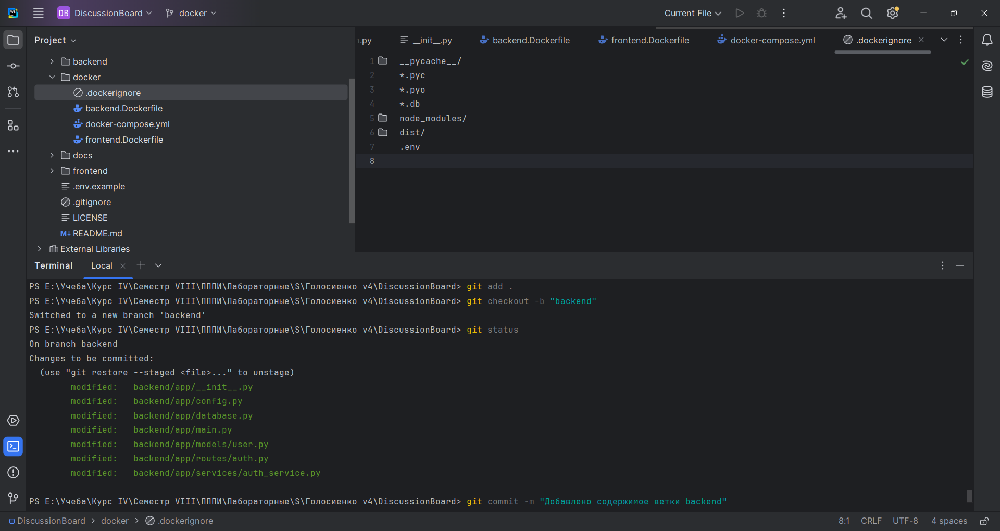 WS
DB DiscussionBoard docker Current File
Project
.py __init__.py backend.Dockerfile frontend.Dockerfile docker-compose.yml .dockerignore
backend
docker
.dockerignore
backend.Dockerfile
docker-compose.yml
frontend.Dockerfile
docs
frontend
.env.example
.gitignore
LICENSE
M↓ README.md
External Libraries
1 __pycache__/
2 *.pyc
3 *.pyo
4 *.db
5 node_modules/
6 dist/
7 .env
8
Terminal Local
PS E:\Учеба\Курс IV\Семестр VIII\ПППИ\Лабораторные\S\Голосиенко v4\DiscussionBoard> git add .
PS E:\Учеба\Курс IV\Семестр VIII\ПППИ\Лабораторные\S\Голосиенко v4\DiscussionBoard> git checkout -b "backend"
Switched to a new branch 'backend'
PS E:\Учеба\Курс IV\Семестр VIII\ПППИ\Лабораторные\S\Голосиенко v4\DiscussionBoard> git status
On branch backend
Changes to be committed:
(use "git restore --staged <file>..." to unstage)
modified: backend/app/__init__.py
modified: backend/app/config.py
modified: backend/app/database.py
modified: backend/app/main.py
modified: backend/app/models/user.py
modified: backend/app/routes/auth.py
modified: backend/app/services/auth_service.py
PS E:\Учеба\Курс IV\Семестр VIII\ПППИ\Лабораторные\S\Голосиенко v4\DiscussionBoard> git commit -m "Добавлено содержимое ветки backend"
DiscussionBoard > docker > .dockerignore 8:1 CRLF UTF-8 4 spaces